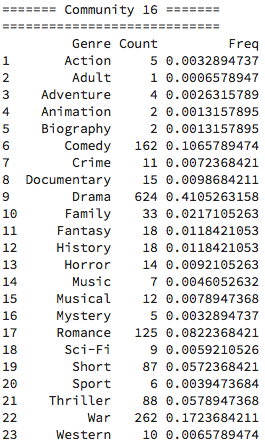 ======= Community 16 =======
============================
Genre Count Freq
1 Action 5 0.0032894737
2 Adult 1 0.0006578947
3 Adventure 4 0.0026315789
4 Animation 2 0.0013157895
5 Biography 2 0.0013157895
6 Comedy 162 0.1065789474
7 Crime 11 0.0072368421
8 Documentary 15 0.0098684211
9 Drama 624 0.4105263158
10 Family 33 0.0217105263
11 Fantasy 18 0.0118421053
12 History 18 0.0118421053
13 Horror 14 0.0092105263
14 Music 7 0.0046052632
15 Musical 12 0.0078947368
16 Mystery 5 0.0032894737
17 Romance 125 0.0822368421
18 Sci-Fi 9 0.0059210526
19 Short 87 0.0572368421
20 Sport 6 0.0039473684
21 Thriller 88 0.0578947368
22 War 262 0.1723684211
23 Western 10 0.0065789474